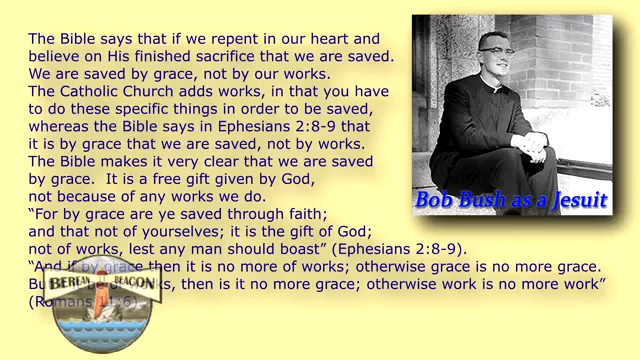 The Bible says that if we repent in our heart and
believe on His finished sacrifice that we are saved.
We are saved by grace, not by our works.
The Catholic Church adds works, in that you have
to do these specific things in order to be saved,
whereas the Bible says in Ephesians 2:8-9 that
it is by grace that we are saved, not by works.
The Bible makes it very clear that we are saved
by grace.  It is a free gift given by God,
not because of any works we do.
“For by grace are ye saved through faith;
and that not of yourselves; it is the gift of God;
not of works, lest any man should boast” (Ephesians 2:8-9).
“And if by grace then it is no more of works; otherwise grace is no more grace.
But works, then is it no more grace; otherwise work is no more work”
(Romans 11:6).
Bob Bush as a Jesuit
BEREAN BEACON